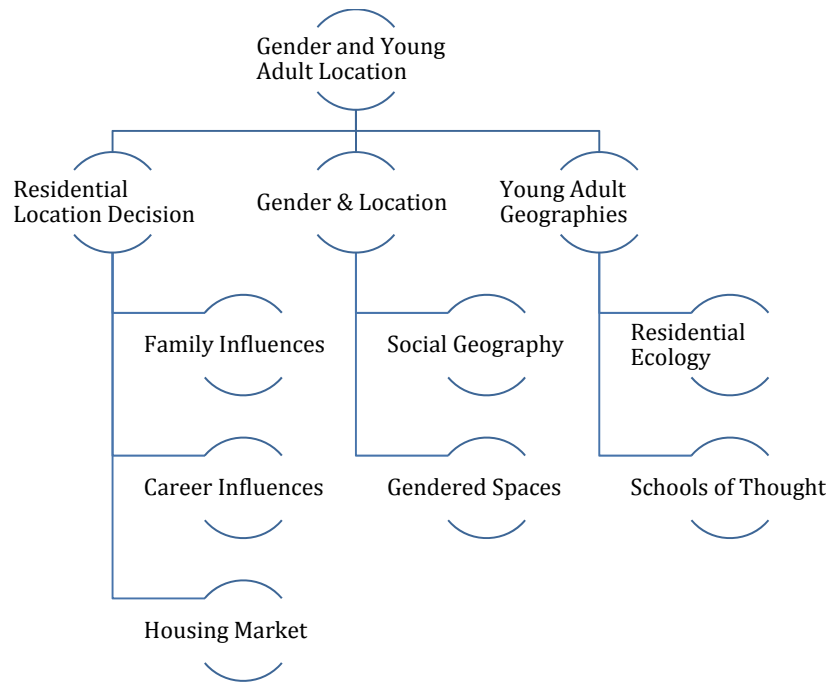 Gender and Young
Adult Location
Residential
Location Decision
Gender & Location
Young Adult
Geographies
Family Influences
Social Geography
Residential
Ecology
Career Influences
Gendered Spaces
Schools of Thought
Housing Market